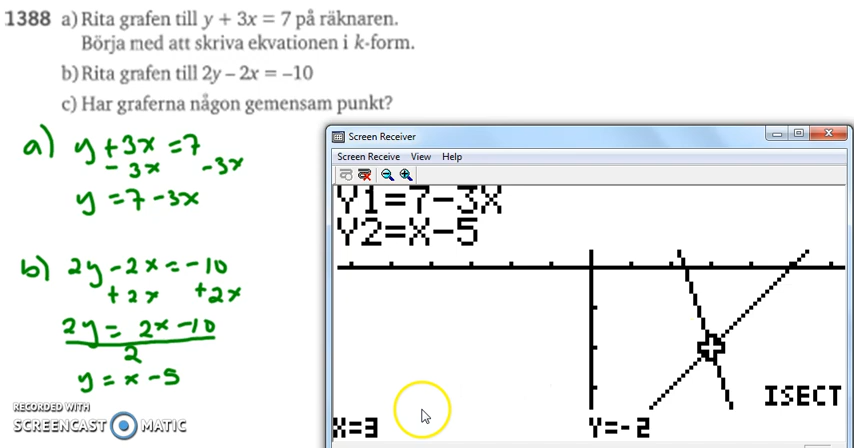 1388 a) Rita grafen till y + 3x = 7 på räknaren.
Börja med att skriva ekvationen i k-form.
b) Rita grafen till 2y – 2x = –10
c) Har graferna någon gemensam punkt?
a) y + 3x = 7
- 3x - 3x
y = 7 - 3x
b) 2y - 2x = -10
+ 2x + 2x
2y = 2x - 10
2
y = x - 5
RECORDED WITH
SCREENCAST MATIC
Screen Receiver
Screen Receive View Help
Y1=7-3X
Y2=X-5
ISECT
X=3 Y=-2